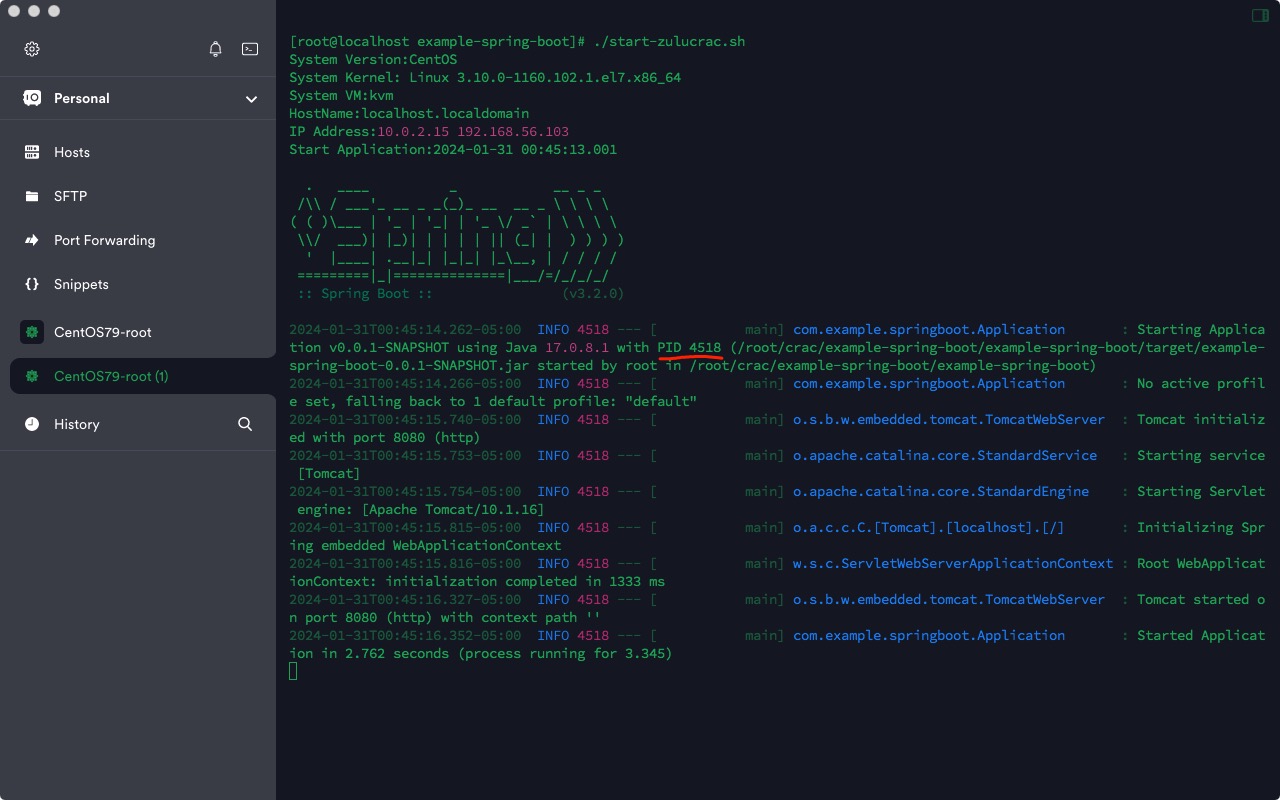 Personal
Hosts
SFTP
Port Forwarding
Snippets
CentOS79-root
CentOS79-root (1)
History
[root@localhost example-spring-boot]# ./start-zulucrac.sh
System Version:CentOS
System Kernel: Linux 3.10.0-1160.102.1.el7.x86_64
System VM:kvm
HostName:localhost.localdomain
IP Address:10.0.2.15 192.168.56.103
Start Application:2024-01-31 00:45:13.001
  .   ____          _            __ _ _
 /\\ / ___'_ __ _ _(_)_ __  __ _ \ \ \ \
( ( )\___ | '_ | '_| | '_ \/ _` | \ \ \ \
 \\/  ___)| |_)| | | | | || (_| |  ) ) ) )
  '  |____| .__|_| |_|_| |_\__, | / / / /
 =========|_|==============|___/=/_/_/_/
 :: Spring Boot ::                (v3.2.0)
2024-01-31T00:45:14.262-05:00  INFO 4518 --- [           main] com.example.springboot.Application       : Starting Applica
tion v0.0.1-SNAPSHOT using Java 17.0.8.1 with PID 4518 (/root/crac/example-spring-boot/example-spring-boot/target/example-
spring-boot-0.0.1-SNAPSHOT.jar started by root in /root/crac/example-spring-boot/example-spring-boot)
2024-01-31T00:45:14.266-05:00  INFO 4518 --- [           main] com.example.springboot.Application       : No active profil
e set, falling back to 1 default profile: "default"
2024-01-31T00:45:15.740-05:00  INFO 4518 --- [           main] o.s.b.w.embedded.tomcat.TomcatWebServer  : Tomcat initializ
ed with port 8080 (http)
2024-01-31T00:45:15.753-05:00  INFO 4518 --- [           main] o.apache.catalina.core.StandardService   : Starting service
 [Tomcat]
2024-01-31T00:45:15.754-05:00  INFO 4518 --- [           main] o.apache.catalina.core.StandardEngine    : Starting Servlet
 engine: [Apache Tomcat/10.1.16]
2024-01-31T00:45:15.815-05:00  INFO 4518 --- [           main] o.a.c.c.C.[Tomcat].[localhost].[/]       : Initializing Spr
ing embedded WebApplicationContext
2024-01-31T00:45:15.816-05:00  INFO 4518 --- [           main] w.s.c.ServletWebServerApplicationContext : Root WebApplicat
ionContext: initialization completed in 1333 ms
2024-01-31T00:45:16.327-05:00  INFO 4518 --- [           main] o.s.b.w.embedded.tomcat.TomcatWebServer  : Tomcat started o
n port 8080 (http) with context path ''
2024-01-31T00:45:16.352-05:00  INFO 4518 --- [           main] com.example.springboot.Application       : Started Applicat
ion in 2.762 seconds (process running for 3.345)